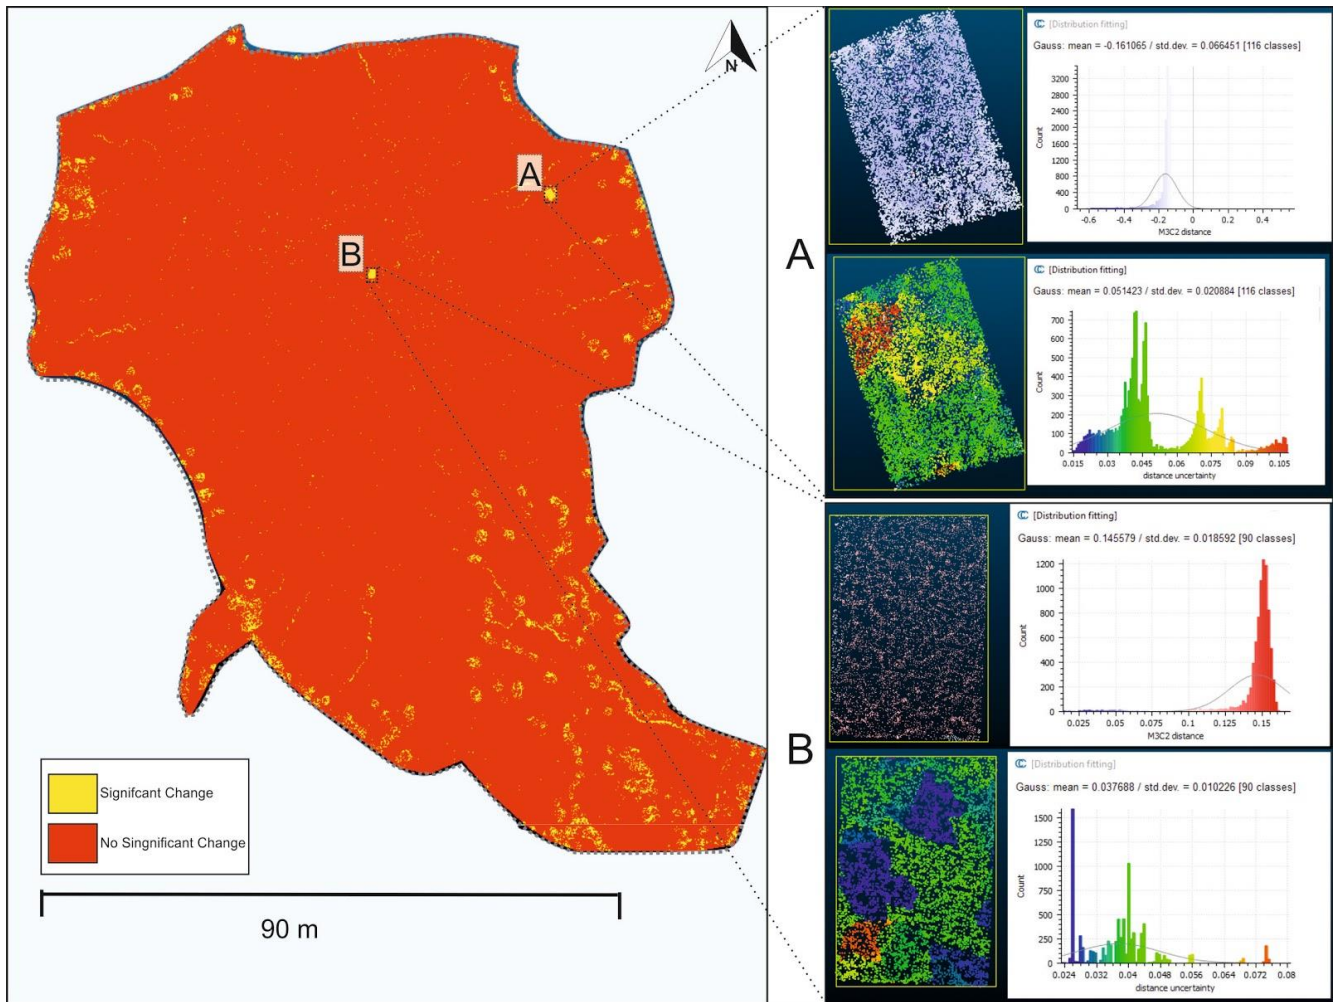 N
A
B
Signifcant Change
No Singnificant Change
90 m
A
[Distribution fitting]
Gauss: mean = -0.161065 / std.dev. = 0.066451 [116 classes]
3200
2800
2400
2000
1600
1200
800
400
0
Count
-0.6 -0.4 -0.2 0 0.2 0.4
M3C2 distance
[Distribution fitting]
Gauss: mean = 0.051423 / std.dev. = 0.020884 [116 classes]
700
600
500
400
300
200
100
0
Count
0.015 0.03 0.045 0.06 0.075 0.09 0.105
distance uncertainty
B
[Distribution fitting]
Gauss: mean = 0.145579 / std.dev. = 0.018592 [90 classes]
1200
1000
800
600
400
200
0
Count
0.025 0.05 0.075 0.1 0.125 0.15
M3C2 distance
[Distribution fitting]
Gauss: mean = 0.037688 / std.dev. = 0.010226 [90 classes]
1500
1250
1000
750
500
250
0
Count
0.024 0.032 0.04 0.048 0.056 0.064 0.072 0.08
distance uncertainty